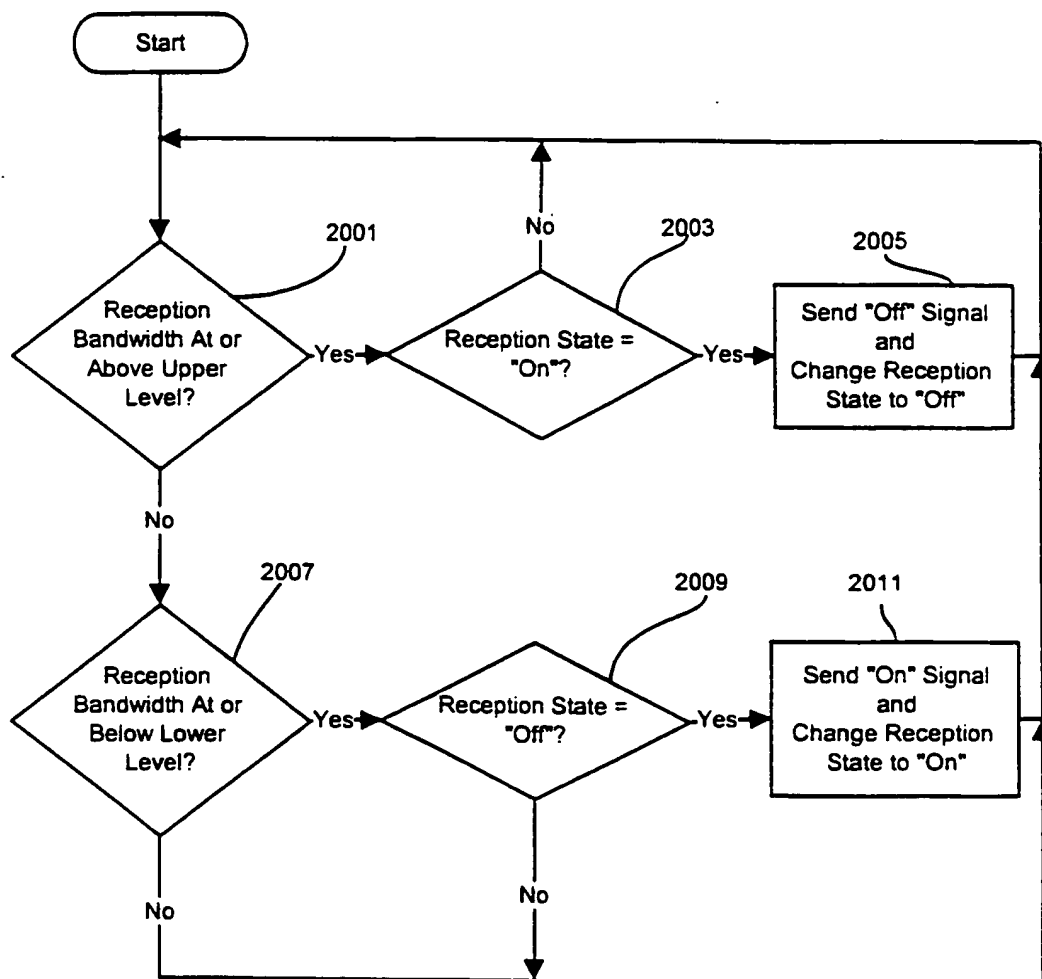 Start
2001
No
2003
2005
Reception
Bandwidth At or
Above Upper
Level?
Yes
Reception State =
"On"?
Yes
Send "Off" Signal
and
Change Reception
State to "Off"
No
2007
2009
2011
Reception
Bandwidth At or
Below Lower
Level?
Yes
Reception State =
"Off"?
Yes
Send "On" Signal
and
Change Reception
State to "On"
No
No